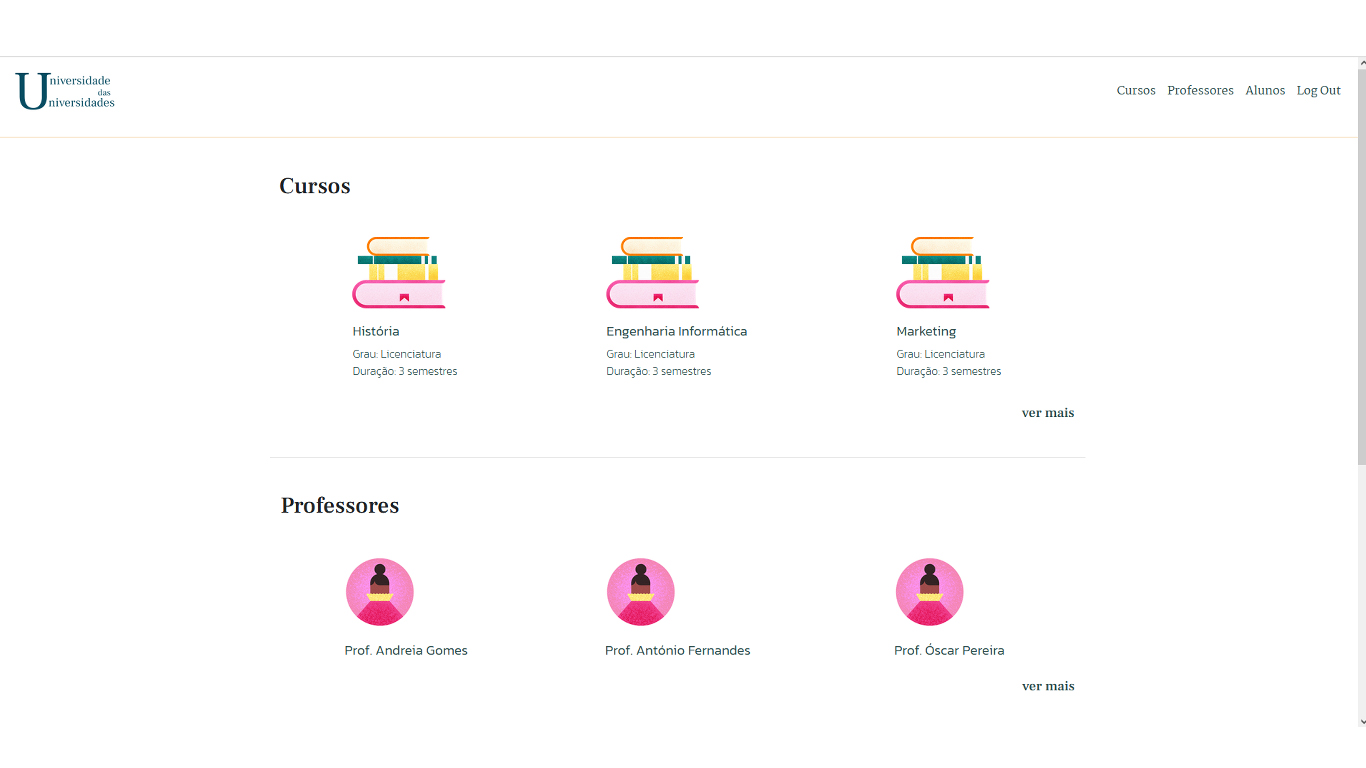 Universidade
das
Universidades
Cursos Professores Alunos Log Out
Cursos
História
Grau: Licenciatura
Duração: 3 semestres
Engenharia Informática
Grau: Licenciatura
Duração: 3 semestres
Marketing
Grau: Licenciatura
Duração: 3 semestres
ver mais
Professores
Prof. Andreia Gomes
Prof. António Fernandes
Prof. Óscar Pereira
ver mais